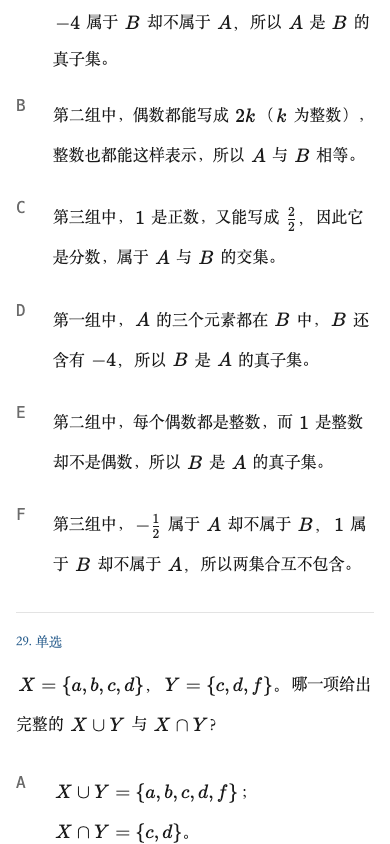 −4 属于 B 却不属于 A，所以 A 是 B 的
真子集。
B
第二组中，偶数都能写成 2k（k 为整数），
整数也都能这样表示，所以 A 与 B 相等。
C
第三组中，1 是正数，又能写成 2/2，因此它
是分数，属于 A 与 B 的交集。
D
第一组中，A 的三个元素都在 B 中，B 还
含有 −4，所以 B 是 A 的真子集。
E
第二组中，每个偶数都是整数，而 1 是整数
却不是偶数，所以 B 是 A 的真子集。
F
第三组中，−1/2 属于 A 却不属于 B，1 属
于 B 却不属于 A，所以两集合互不包含。
29. 单选
X = {a, b, c, d}，Y = {c, d, f}。哪一项给出
完整的 X ∪ Y 与 X ∩ Y？
A
X ∪ Y = {a, b, c, d, f}；
X ∩ Y = {c, d}。